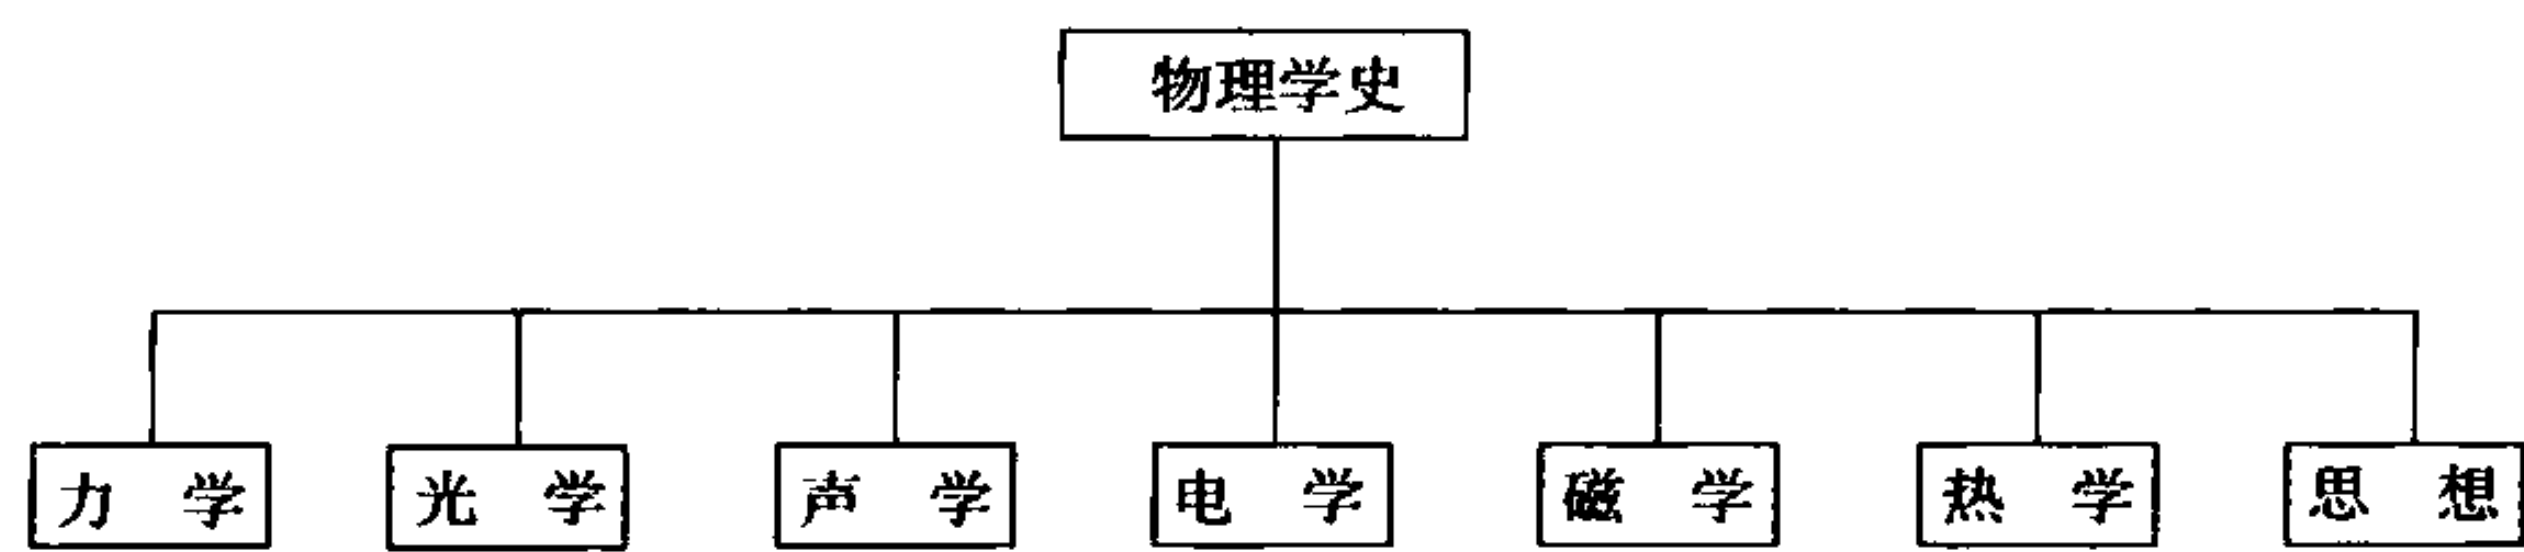 物理学史
力 学 光 学 声 学 电 学 磁 学 热 学 思 想